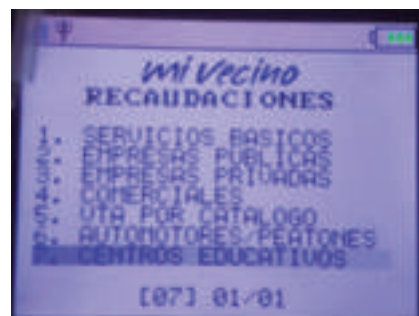 mi Vecino
RECAUDACIONES
1. SERVICIOS BASICOS
2. EMPRESAS PUBLICAS
3. EMPRESAS PRIVADAS
4. COMERCIALES
5. VTA POR CATALOGO
6. AUTOMOTORES/PEATONES
7. CENTROS EDUCATIVOS
[07] 01/01